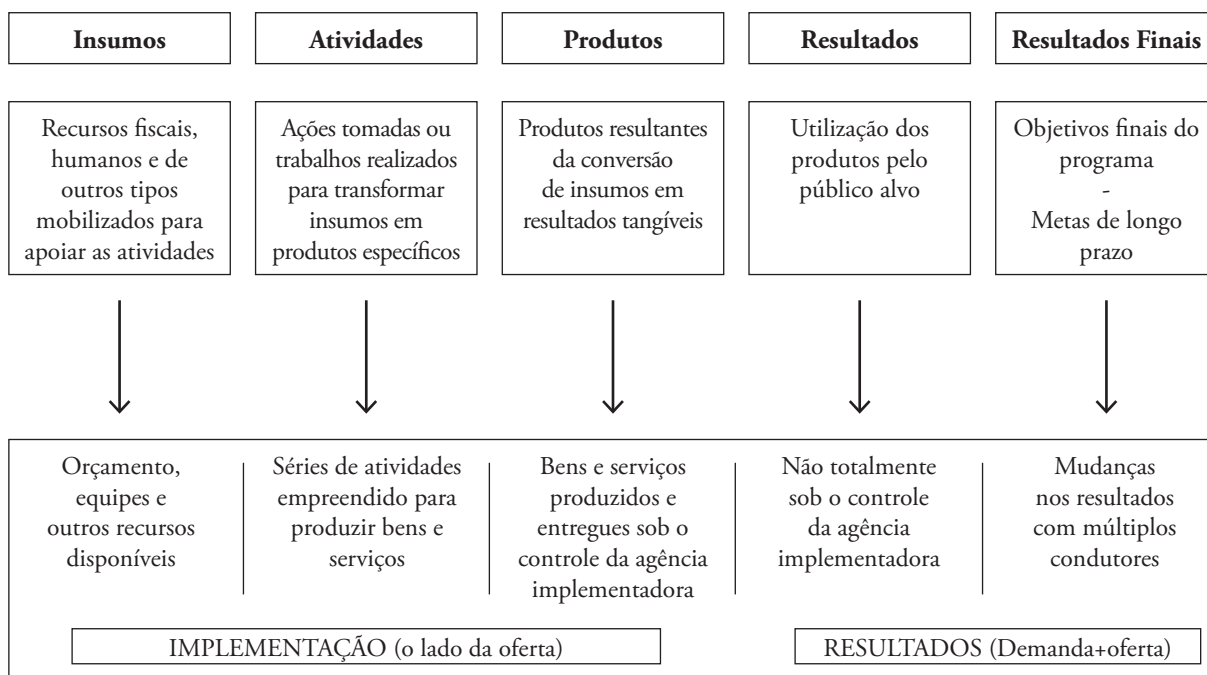 Insumos
Atividades
Produtos
Resultados
Resultados Finais
Recursos fiscais,
humanos e de
outros tipos
mobilizados para
apoiar as atividades
Ações tomadas ou
trabalhos realizados
para transformar
insumos em
produtos específicos
Produtos resultantes
da conversão
de insumos em
resultados tangíveis
Utilização dos
produtos pelo
público alvo
Objetivos finais do
programa
-
Metas de longo
prazo
Orçamento,
equipes e
outros recursos
disponíveis
Séries de atividades
empreendido para
produzir bens e
serviços
Bens e serviços
produzidos e
entregues sob o
controle da agência
implementadora
Não totalmente
sob o controle
da agência
implementadora
Mudanças
nos resultados
com múltiplos
condutores
IMPLEMENTAÇÃO (o lado da oferta)
RESULTADOS (Demanda+oferta)